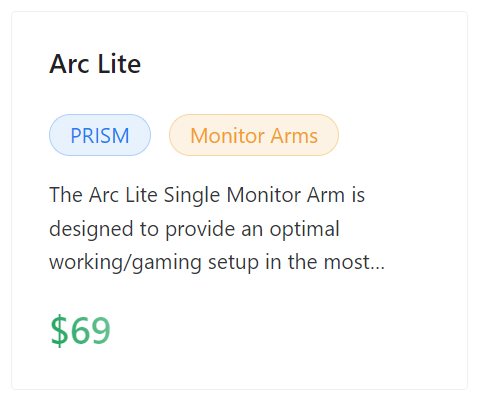 Arc Lite
PRISM Monitor Arms
The Arc Lite Single Monitor Arm is
designed to provide an optimal
working/gaming setup in the most...
$69